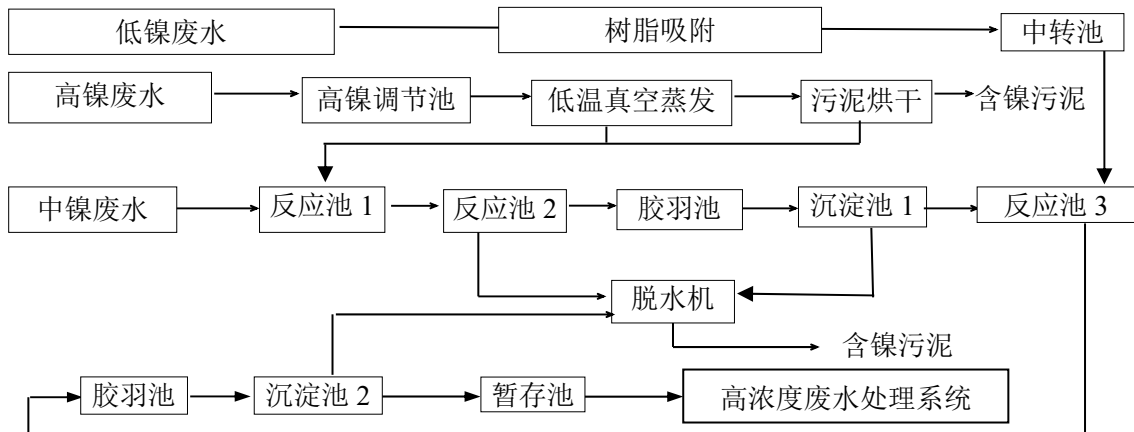 低镍废水
树脂吸附
中转池
高镍废水
高镍调节池
低温真空蒸发
污泥烘干
含镍污泥
中镍废水
反应池 1
反应池 2
胶羽池
沉淀池 1
反应池 3
脱水机
含镍污泥
胶羽池
沉淀池 2
暂存池
高浓度废水处理系统